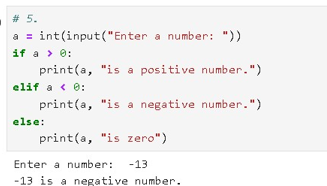 # 5.
a = int(input("Enter a number: "))
if a > 0:
    print(a, "is a positive number.")
elif a < 0:
    print(a, "is a negative number.")
else:
    print(a, "is zero")
Enter a number:  -13
-13 is a negative number.